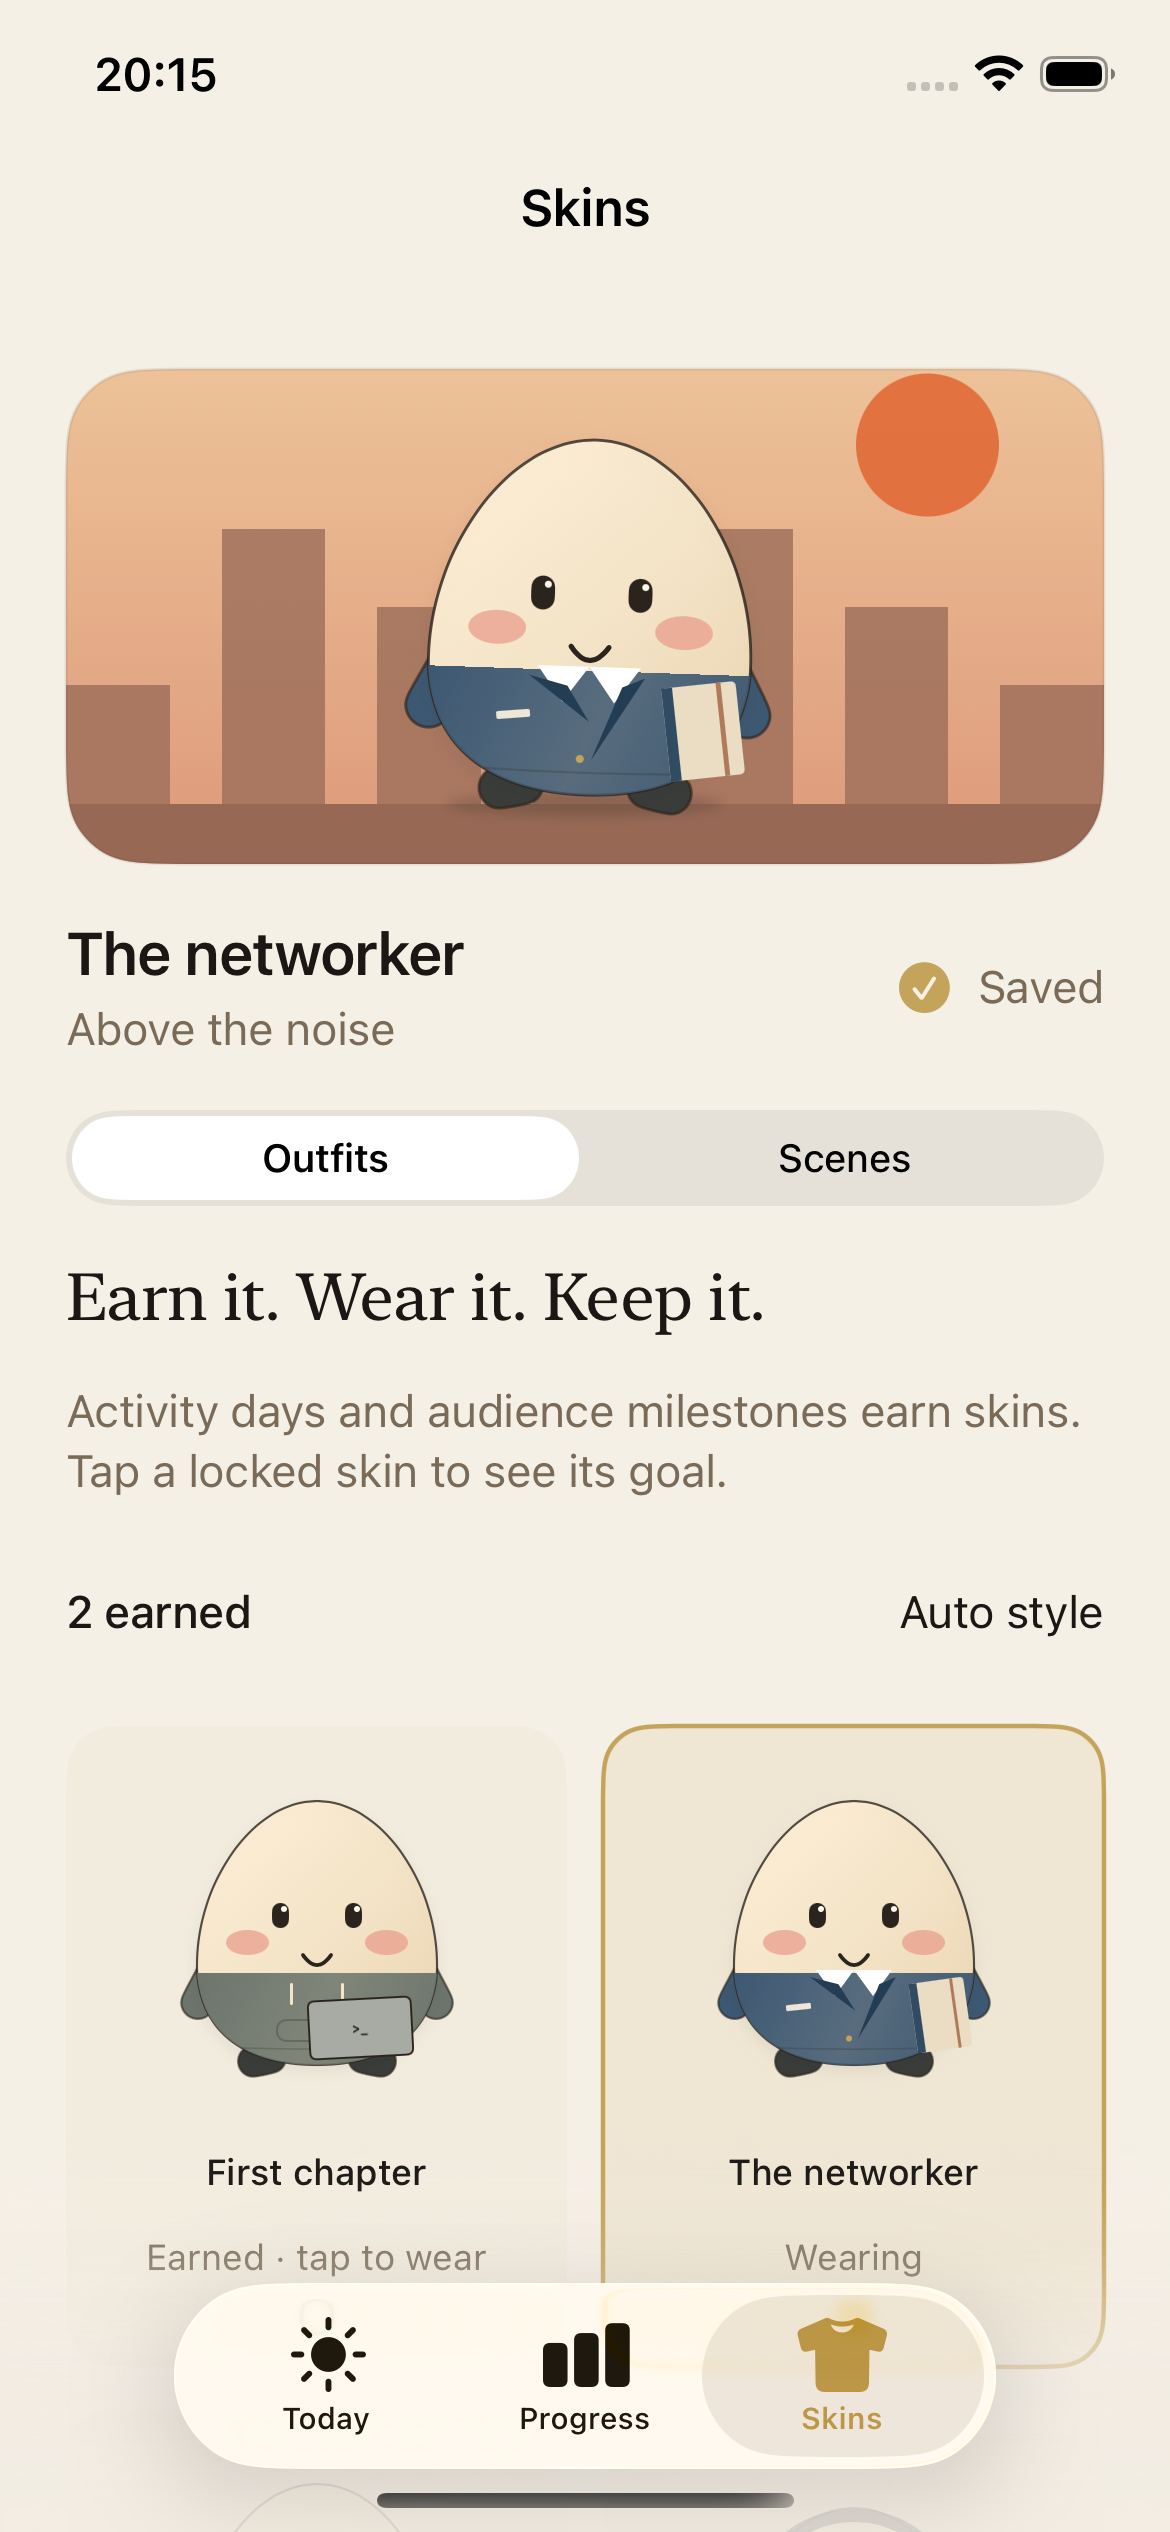 20:15
Skins
The networker
Above the noise
Saved
Outfits
Scenes
Earn it. Wear it. Keep it.
Activity days and audience milestones earn skins.
Tap a locked skin to see its goal.
2 earned
Auto style
>_
First chapter
The networker
Earned · tap to wear
Wearing
Today
Progress
Skins